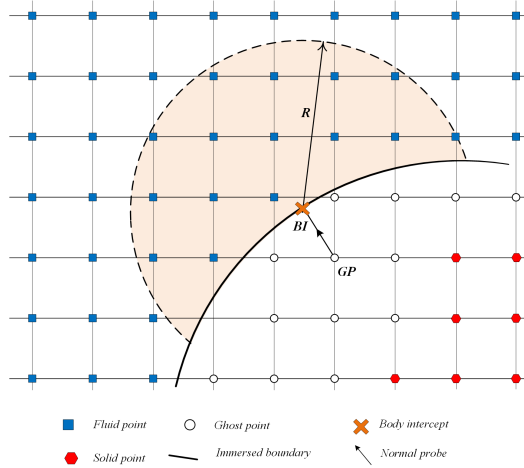 R
BI
GP
Fluid point
Ghost point
Body intercept
Solid point
Immersed boundary
Normal probe